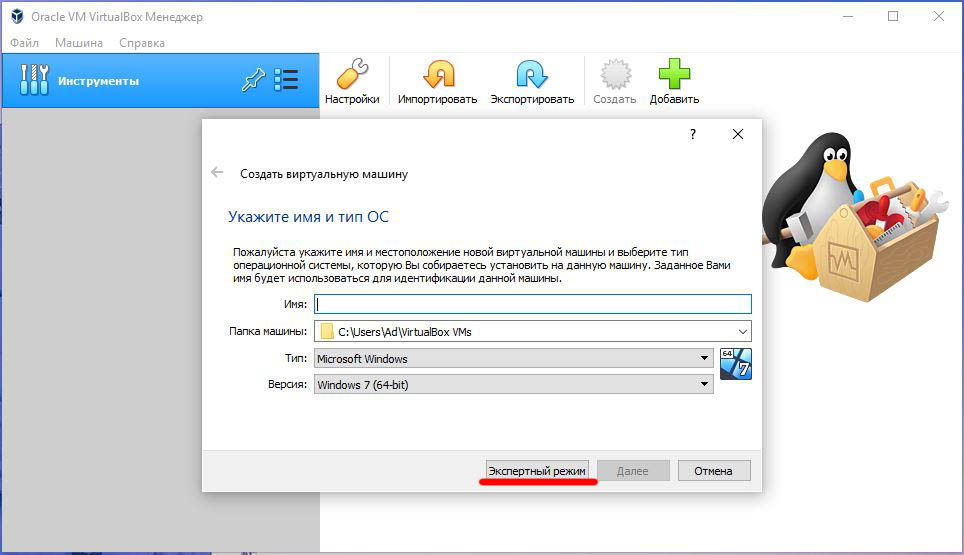 Oracle VM VirtualBox Менеджер
Файл Машина Справка
Инструменты
Настройки Импортировать Экспортировать Создать Добавить
?
Создать виртуальную машину
Укажите имя и тип ОС
Пожалуйста укажите имя и местоположение новой виртуальной машины и выберите тип
операционной системы, которую Вы собираетесь установить на данную машину. Заданное Вами
имя будет использоваться для идентификации данной машины.
Имя:
Папка машины: C:\Users\Ad\VirtualBox VMs
Тип: Microsoft Windows
64
7
Версия: Windows 7 (64-bit)
Экспертный режим Далее Отмена